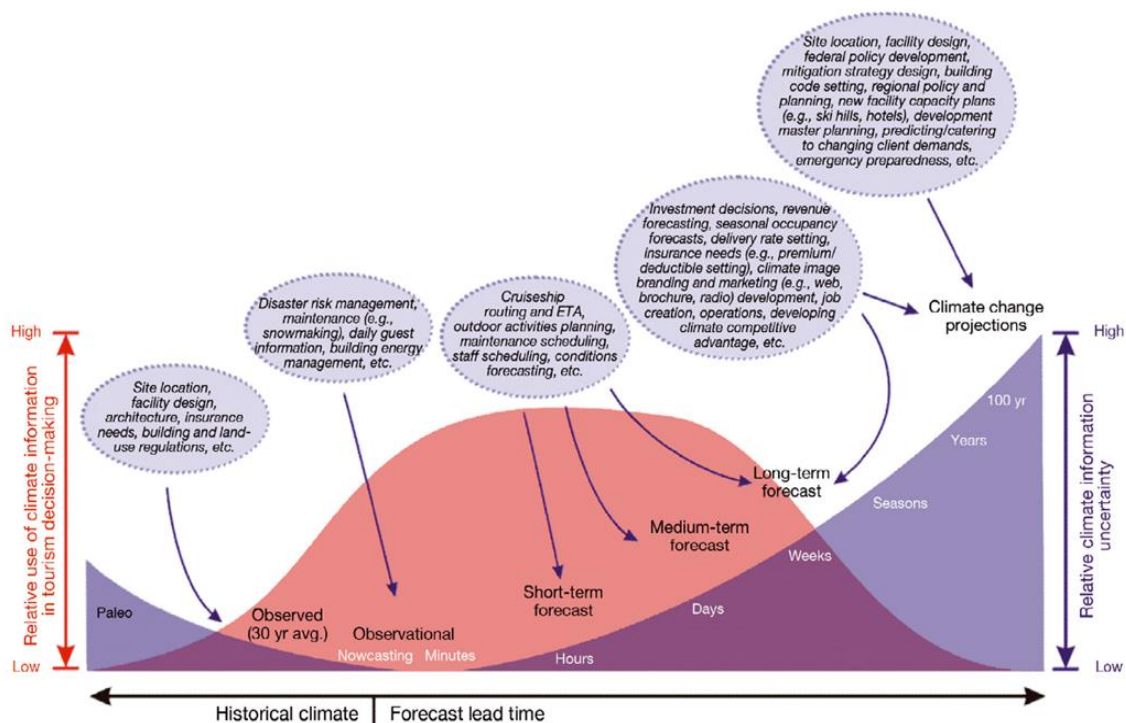 Site location, facility design,
federal policy development,
mitigation strategy design, building
code setting, regional policy and
planning, new facility capacity plans
(e.g., ski hills, hotels), development
master planning, predicting/catering
to changing client demands,
emergency preparedness, etc.
Investment decisions, revenue
forecasting, seasonal occupancy
forecasts, delivery rate setting,
insurance needs (e.g., premium/
deductible setting), climate image
branding and marketing (e.g., web,
brochure, radio) development, job
creation, operations, developing
climate competitive
advantage, etc.
Disaster risk management,
maintenance (e.g.,
snowmaking), daily guest
information, building energy
management, etc.
Cruiseship
routing and ETA,
outdoor activities planning,
maintenance scheduling,
staff scheduling, conditions
forecasting, etc.
Site location,
facility design,
architecture, insurance
needs, building and land-
use regulations, etc.
Climate change
projections
High
Relative use of climate information
in tourism decision-making
Low
High
Relative climate information
uncertainty
Low
100 yr
Years
Seasons
Long-term
forecast
Medium-term
forecast
Weeks
Short-term
forecast
Days
Paleo
Observed
(30 yr avg.)
Observational
Nowcasting Minutes
Hours
Historical climate
Forecast lead time